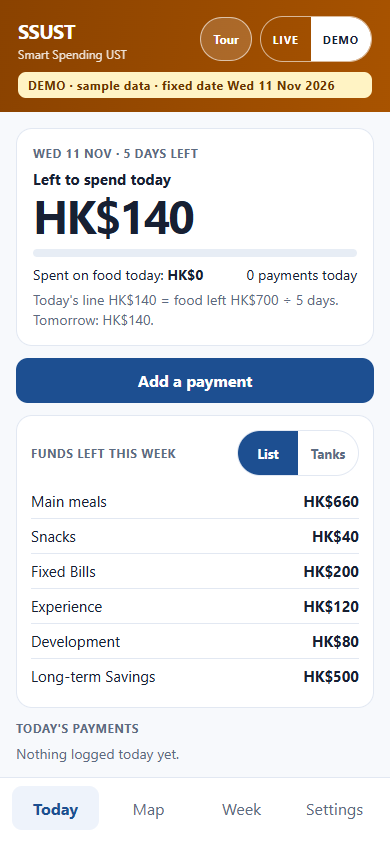 SSUST
Smart Spending UST
Tour
LIVE
DEMO
DEMO · sample data · fixed date Wed 11 Nov 2026
WED 11 NOV · 5 DAYS LEFT
Left to spend today
HK$140
Spent on food today: HK$0 0 payments today
Today's line HK$140 = food left HK$700 ÷ 5 days.
Tomorrow: HK$140.
Add a payment
FUNDS LEFT THIS WEEK
List
Tanks
Main meals HK$660
Snacks HK$40
Fixed Bills HK$200
Experience HK$120
Development HK$80
Long-term Savings HK$500
TODAY'S PAYMENTS
Nothing logged today yet.
Today
Map
Week
Settings